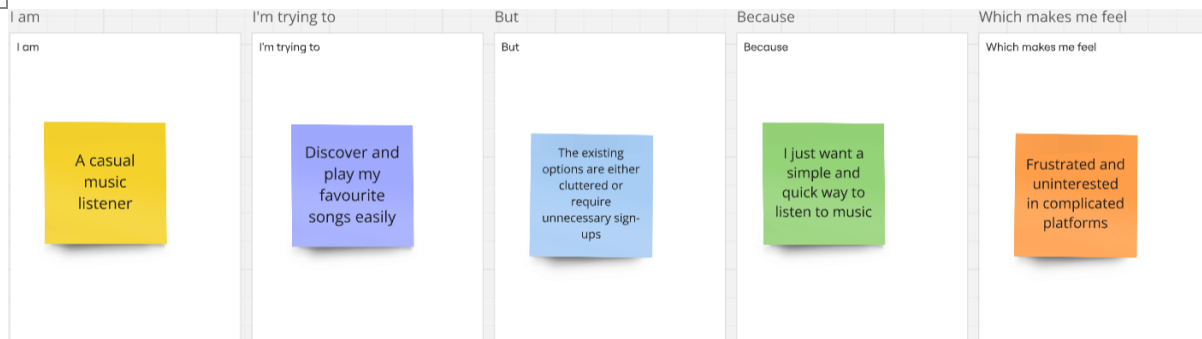 I am
I'm trying to
But
Because
Which makes me feel
I am
I'm trying to
But
Because
Which makes me feel
A casual
music
listener
Discover and
play my
favourite
songs easily
The existing
options are either
cluttered or
require
unnecessary sign-
ups
I just want a
simple and
quick way to
listen to music
Frustrated and
uninterested
in complicated
platforms